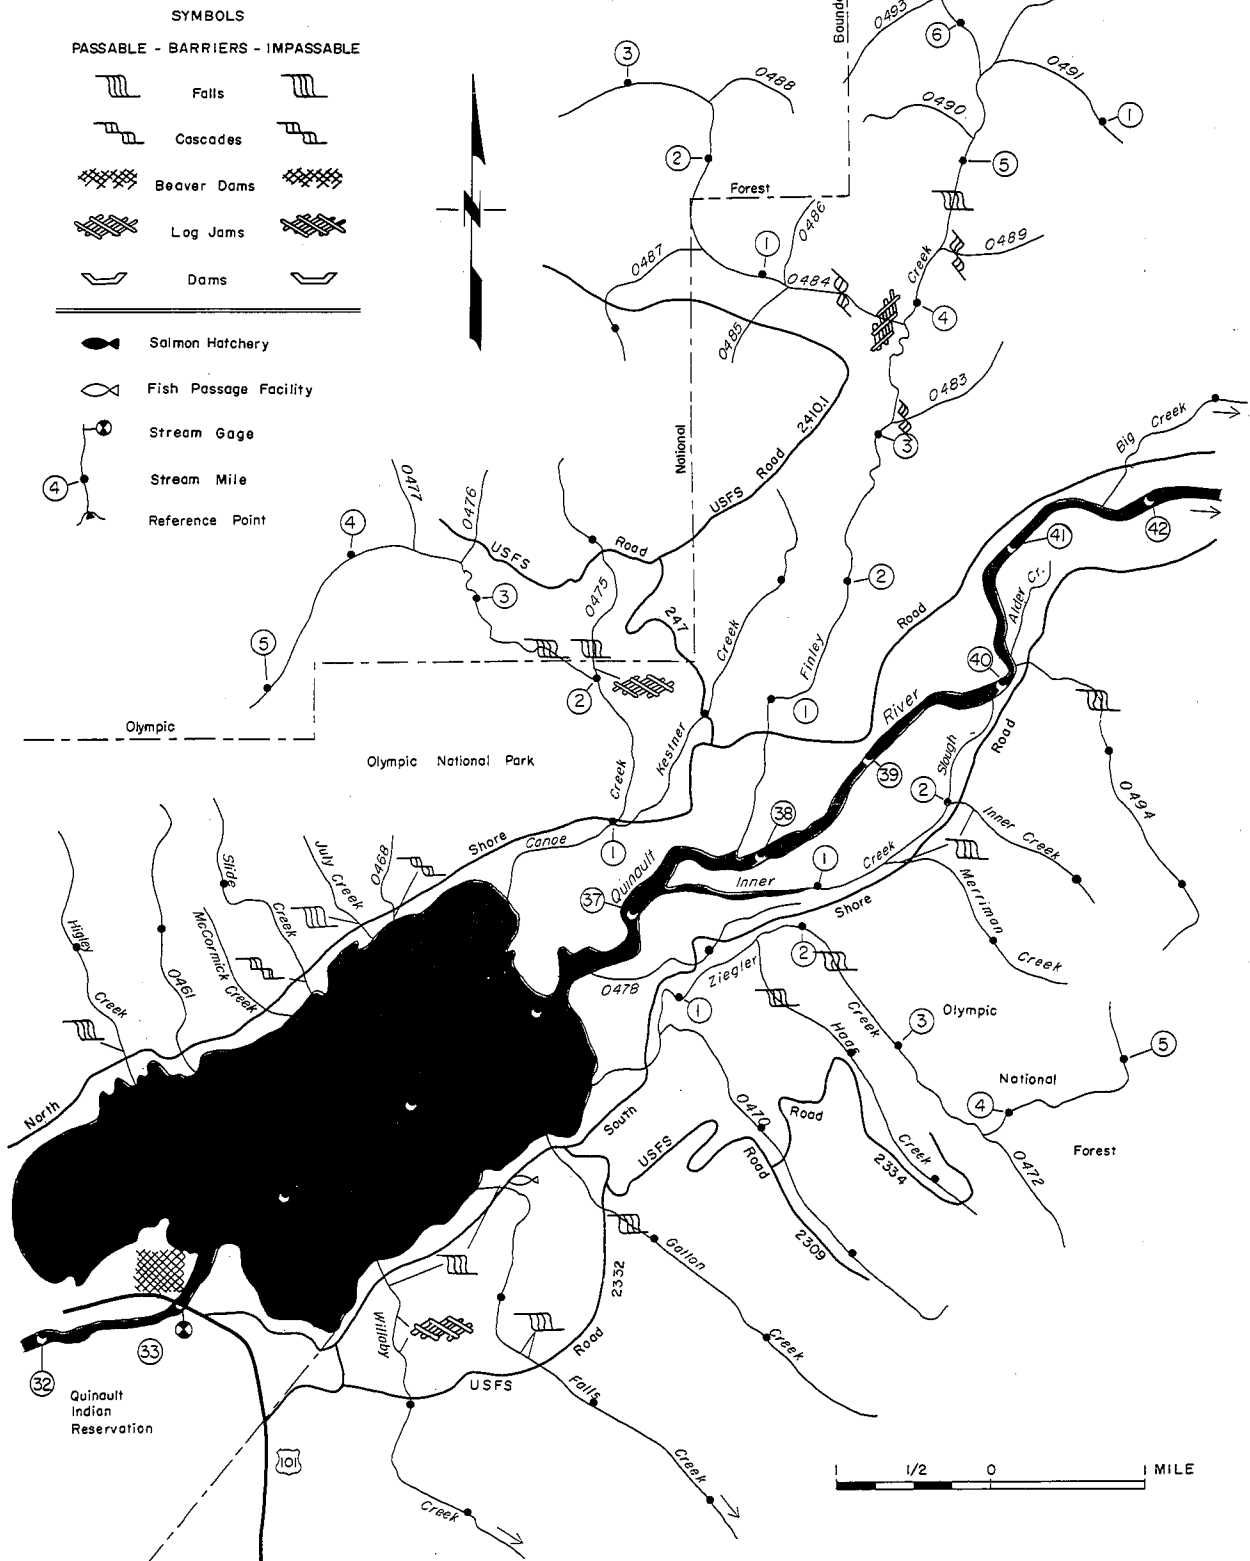 SYMBOLS
PASSABLE - BARRIERS - IMPASSABLE
Falls
Cascades
Beaver Dams
Log Jams
Dams
Salmon Hatchery
Fish Passage Facility
Stream Gage
4
Stream Mile
Reference Point
3
0488
2
Forest
0493
6
0491
1
0490
5
0486
1
0487
0484
0485
Creek
0489
4
National
USFS Road 2410.1
0483
3
Big Creek
0477
0476
4
USFS Road
0475
3
5
2
247
Creek
Finley
2
1
Road
41
42
Alder Cr.
40
River
Road
Slough
39
2
0494
Inner Creek
Olympic
Olympic National Park
Creek
Kestner
Shore
Canoe
1
38
Quinault
37
Inner
1
Creek
Merriman
Creek
Shore
Slide
Creek
July Creek
0468
McCormick Creek
Higley
Creek
0461
0478
Ziegler
2
1
Creek
3
Olympic
Haas
National
5
4
Forest
North
South
USFS
0470
Road
Road
Creek
2334
0472
2309
2332
Gallon
Creek
Willaby
Road
USFS
Falls
Creek
Creek
33
32
Quinault
Indian
Reservation
101
1 1/2 0 1 MILE